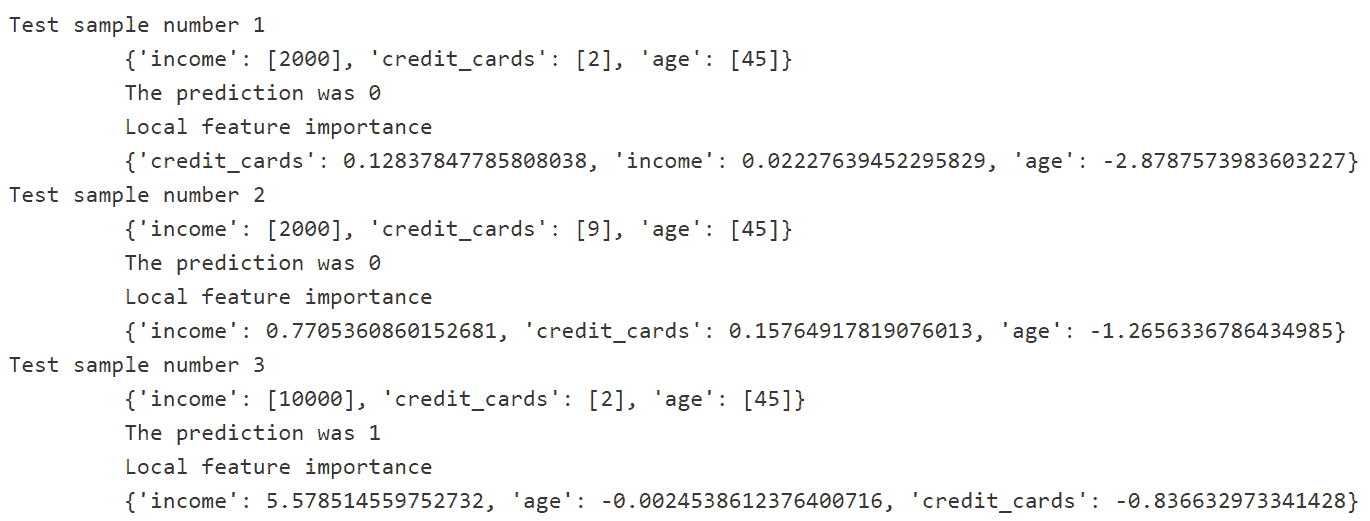 Test sample number 1
{'income': [2000], 'credit_cards': [2], 'age': [45]}
The prediction was 0
Local feature importance
{'credit_cards': 0.12837847785808038, 'income': 0.02227639452295829, 'age': -2.8787573983603227}
Test sample number 2
{'income': [2000], 'credit_cards': [9], 'age': [45]}
The prediction was 0
Local feature importance
{'income': 0.7705360860152681, 'credit_cards': 0.15764917819076013, 'age': -1.2656336786434985}
Test sample number 3
{'income': [10000], 'credit_cards': [2], 'age': [45]}
The prediction was 1
Local feature importance
{'income': 5.578514559752732, 'age': -0.0024538612376400716, 'credit_cards': -0.836632973341428}